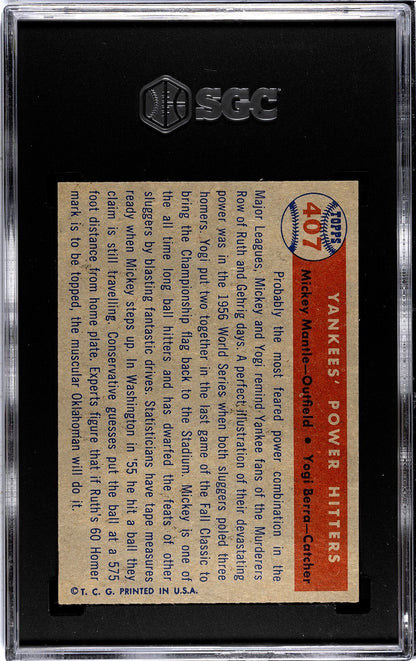 SGC
TOPPS
407
YANKEES' POWER HITTERS
Mickey Mantle—Outfield • Yogi Berra—Catcher
Probably the most feared power combination in the
Major Leagues, Mickey and Yogi remind Yankee fans of the Murderers
Row of Ruth and Gehrig days. A perfect illustration of their devastating
power was in the 1956 World Series when both sluggers poled three
homers. Yogi put two together in the last game of the Fall Classic to
bring the Championship flag back to the Stadium. Mickey is one of
the all time long ball hitters and has dwarfed the feats of other
sluggers by blasting fantastic drives. Statisticians have tape measures
ready when Mickey steps up. In Washington in '55 he hit a ball they
claim is still travelling. Conservative guesses put the ball at a 575
foot distance from home plate. Experts figure that if Ruth's 60 Homer
mark is to be topped, the muscular Oklahoman will do it.
© T. C. G. PRINTED IN U.S.A.